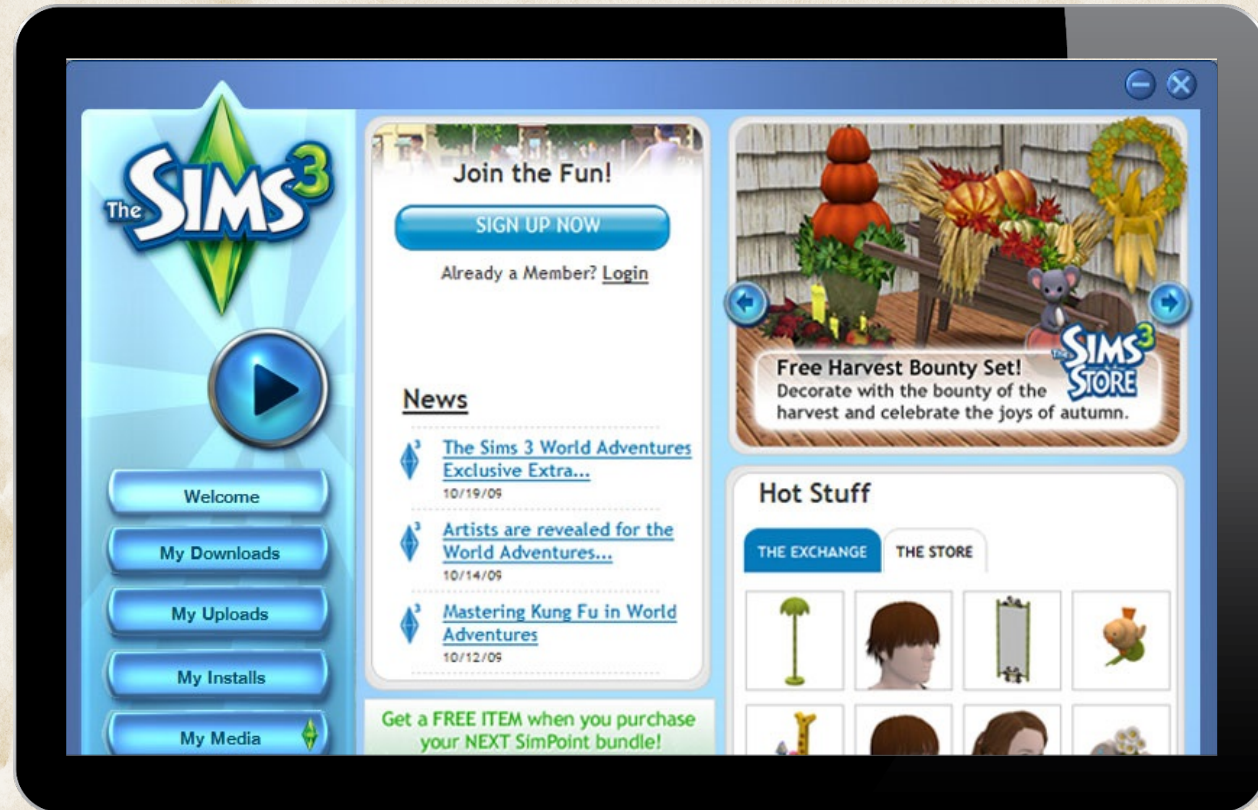 The SIMS 3
Welcome
My Downloads
My Uploads
My Installs
My Media
Join the Fun!
SIGN UP NOW
Already a Member? Login
News
The Sims 3 World Adventures
Exclusive Extra...
10/19/09
Artists are revealed for the
World Adventures...
10/14/09
Mastering Kung Fu in World
Adventures
10/12/09
Get a FREE ITEM when you purchase
your NEXT SimPoint bundle!
Free Harvest Bounty Set!
Decorate with the bounty of the
harvest and celebrate the joys of autumn.
The SIMS 3
STORE
Hot Stuff
THE EXCHANGE
THE STORE